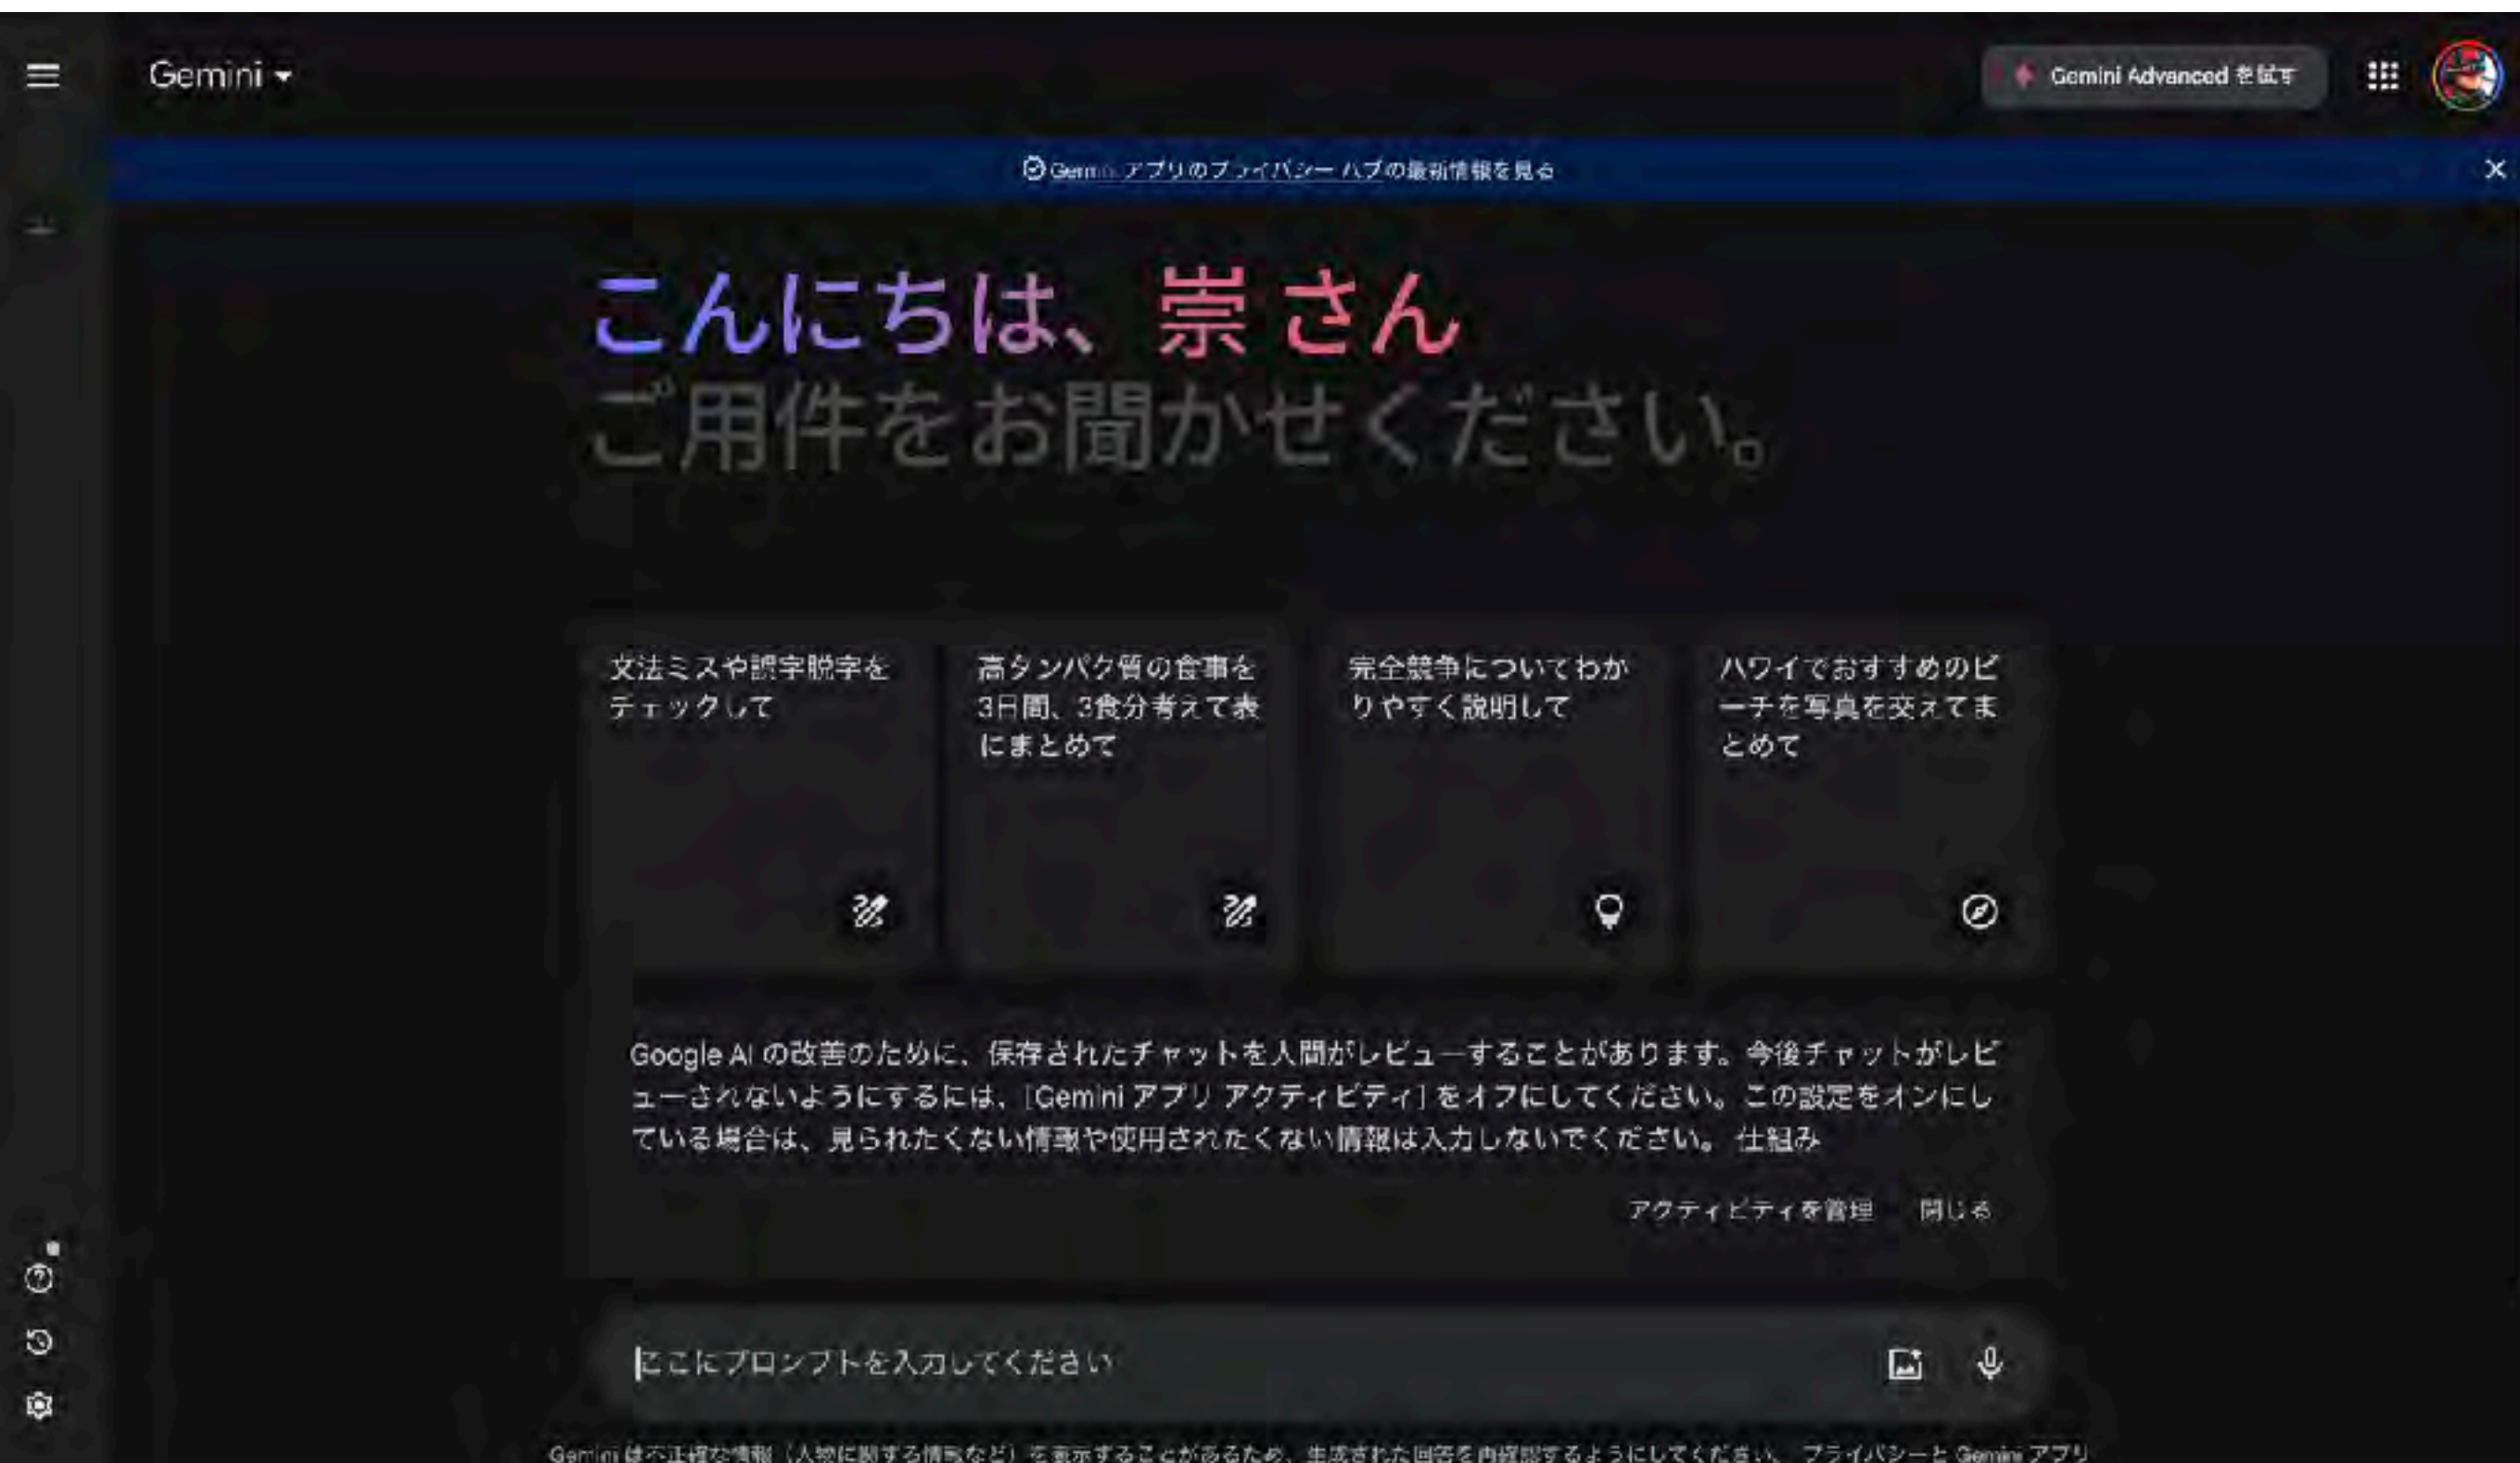 Gemini
Gemini Advanced を試す
Gemini アプリのプライバシー ハブの最新情報を見る
こんにちは、崇 さん
ご用件をお聞かせください。
文法ミスや誤字脱字を
チェックして
高タンパク質の食事を
3日間、3食分考えて表
にまとめて
完全競争についてわか
りやすく説明して
ハワイでおすすめのビ
ーチを写真を交えてま
とめて
Google AI の改善のために、保存されたチャットを人間がレビューすることがあります。今後チャットがレビ
ューされないようにするには、[Gemini アプリ アクティビティ] をオフにしてください。この設定をオンにし
ている場合は、見られたくない情報や使用されたくない情報は入力しないでください。 仕組み
アクティビティを管理 閉じる
ここにプロンプトを入力してください
Gemini は不正確な情報（人物に関する情報など）を表示することがあるため、生成された回答を再確認するようにしてください。 プライバシーと Gemini アプリ